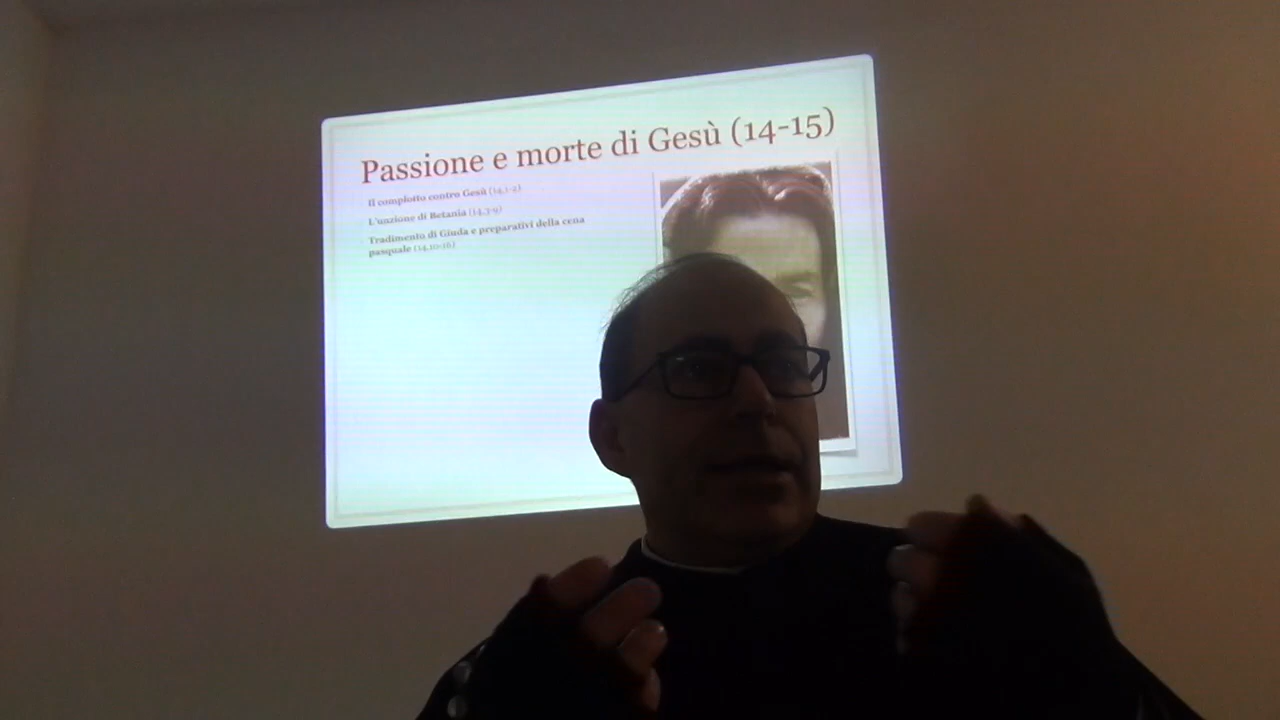 Passione e morte di Gesù (14-15)
Il complotto contro Gesù (14,1-2)
L'unzione di Betania (14,3-9)
Tradimento di Giuda e preparativi della cena
pasquale (14,10-16)